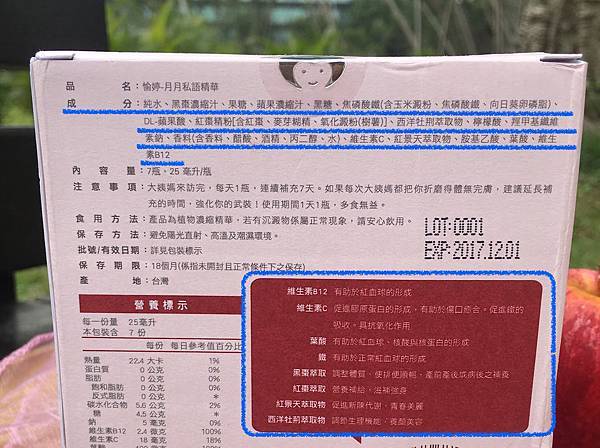 品名：愉婷-月月私語精華
成分：純水、黑棗濃縮汁、果糖、蘋果濃縮汁、黑糖、焦磷酸鐵(含玉米澱粉、焦磷酸鐵、向日葵卵磷脂)、
DL-蘋果酸、紅棗精粉[含紅棗、麥芽糊精、氧化澱粉(樹薯)]、西洋牡荊萃取物、檸檬酸、羥甲基纖維
素鈉、香料(含香料、醋酸、酒精、丙二醇、水)、維生素C、紅景天萃取物、胺基乙酸、葉酸、維生
素B12
內容量：7瓶，25 毫升/瓶
注意事項：大姨媽來訪完，每天1瓶，連續補充7天。如果每次大姨媽都把你折磨得體無完膚，建議延長補
充的時間，強化你的武裝！使用期間1天1瓶，多食無益。
食用方法：產品為植物濃縮精華，若有沉澱物係屬正常現象，請安心飲用。
保存方法：避免陽光直射、高溫及潮濕環境。
批號/有效日期：詳見包裝標示
保存期限：18個月(係指未開封且正常條件下之保存)
產地：台灣
LOT:0001
EXP:2017.12.01
營養標示
每一份量 25毫升
本包裝含 7 份
每份 每日參考值百分比
熱量 22.4 大卡 1%
蛋白質 0 公克 0%
脂肪 0 公克 0%
飽和脂肪 0 公克 0%
反式脂肪 0 公克 *
碳水化合物 5.6 公克 2%
糖 4.5 公克 *
鈉 5 毫克 0%
維生素B12 2.4 微克 100%
維生素C 18 毫克 18%
維生素B12 有助於紅血球的形成
維生素C 促進膠原蛋白的形成，有助於傷口癒合。促進鐵的
吸收，具抗氧化作用
葉酸 有助於紅血球、核酸與核蛋白的形成
鐵 有助於正常紅血球的形成
黑棗萃取 調整體質、使排便順暢、產前產後或病後之補養
紅棗萃取 營養補給，滋補強身
紅景天萃取物 促進新陳代謝、青春美麗
西洋牡荊萃取物 調節生理機能、養顏美容